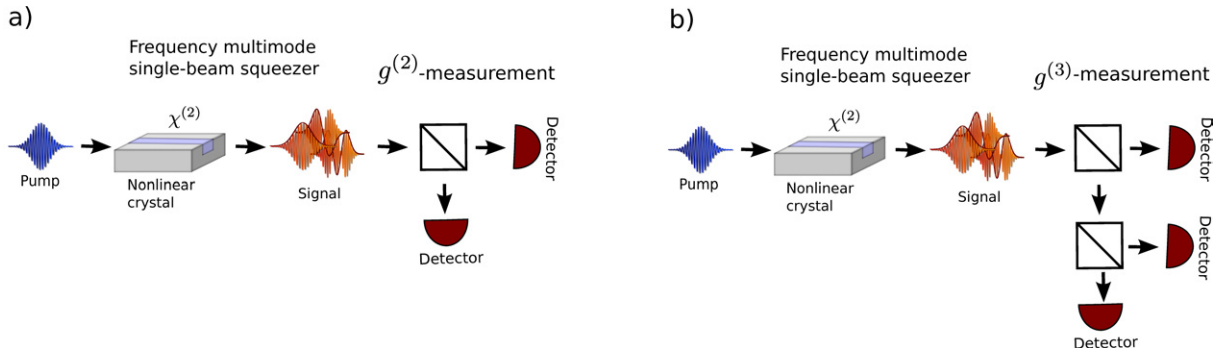 a)
Frequency multimode
single-beam squeezer
g^{(2)}-measurement
χ^{(2)}
Detector
Pump
Nonlinear
crystal
Signal
Detector
b)
Frequency multimode
single-beam squeezer
g^{(3)}-measurement
χ^{(2)}
Detector
Pump
Nonlinear
crystal
Signal
Detector
Detector